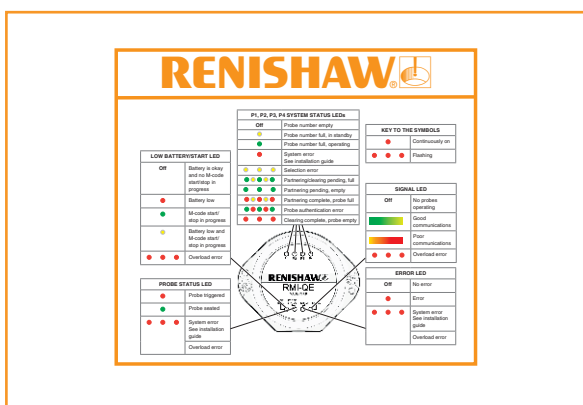 RENISHAW®
P1, P2, P3, P4 SYSTEM STATUS LEDs
Off Probe number empty
Probe number full, in standby
Probe number full, operating
System error
See installation guide
Selection error
Partnering/clearing pending, full
Partnering pending, empty
Partnering complete, probe full
Probe authentication error
Clearing complete, probe empty
KEY TO THE SYMBOLS
Continuously on
Flashing
LOW BATTERY/START LED
Off Battery is okay
and no M-code
start/stop in
progress
Battery low
M-code start/
stop in progress
Battery low and
M-code start/
stop in progress
Overload error
SIGNAL LED
Off No probes
operating
Good
communications
Poor
communications
Overload error
PROBE STATUS LED
Probe triggered
Probe seated
System error
See installation
guide
Overload error
ERROR LED
Off No error
Error
System error
See installation
guide
Overload error
RENISHAW
RMI-QE